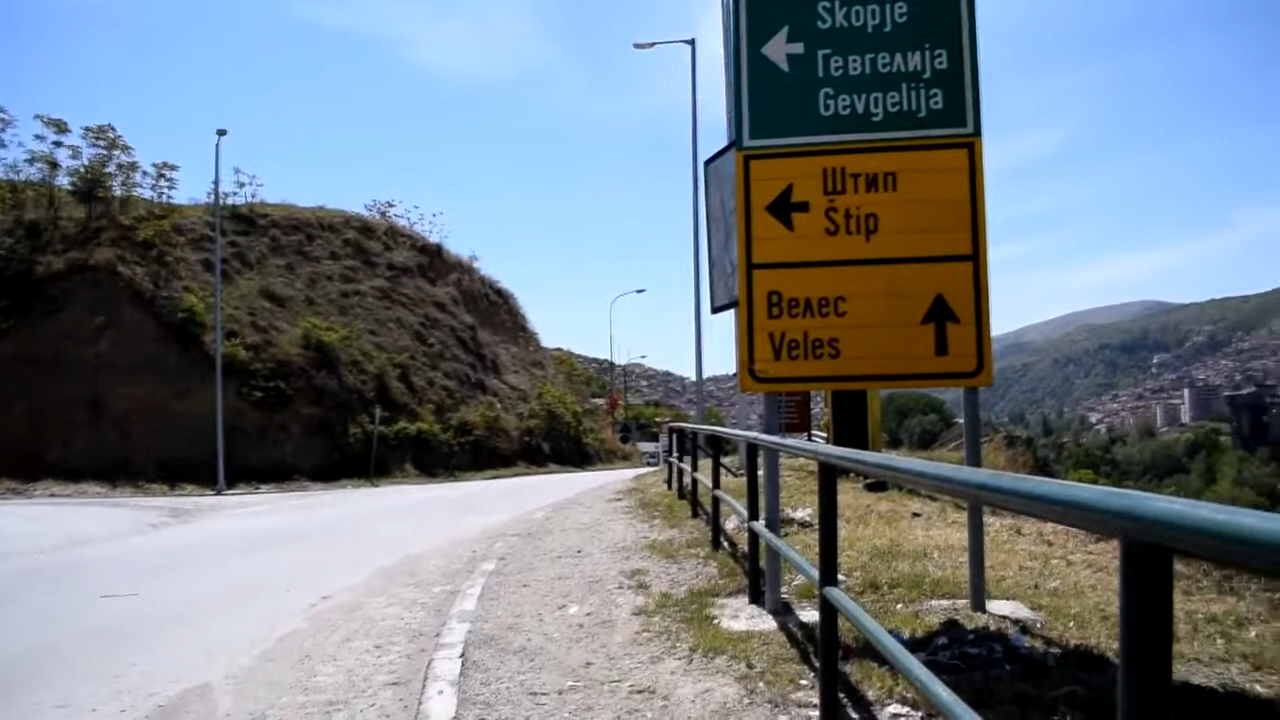 Skopje
Гевгелија
Gevgelija
Штип
Štip
Велес
Veles